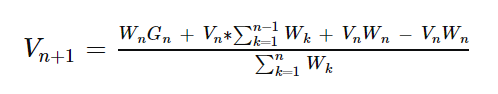 V_{n+1} = \frac{W_n G_n + V_n * \sum_{k=1}^{n-1} W_k + V_n W_n - V_n W_n}{\sum_{k=1}^{n} W_k}